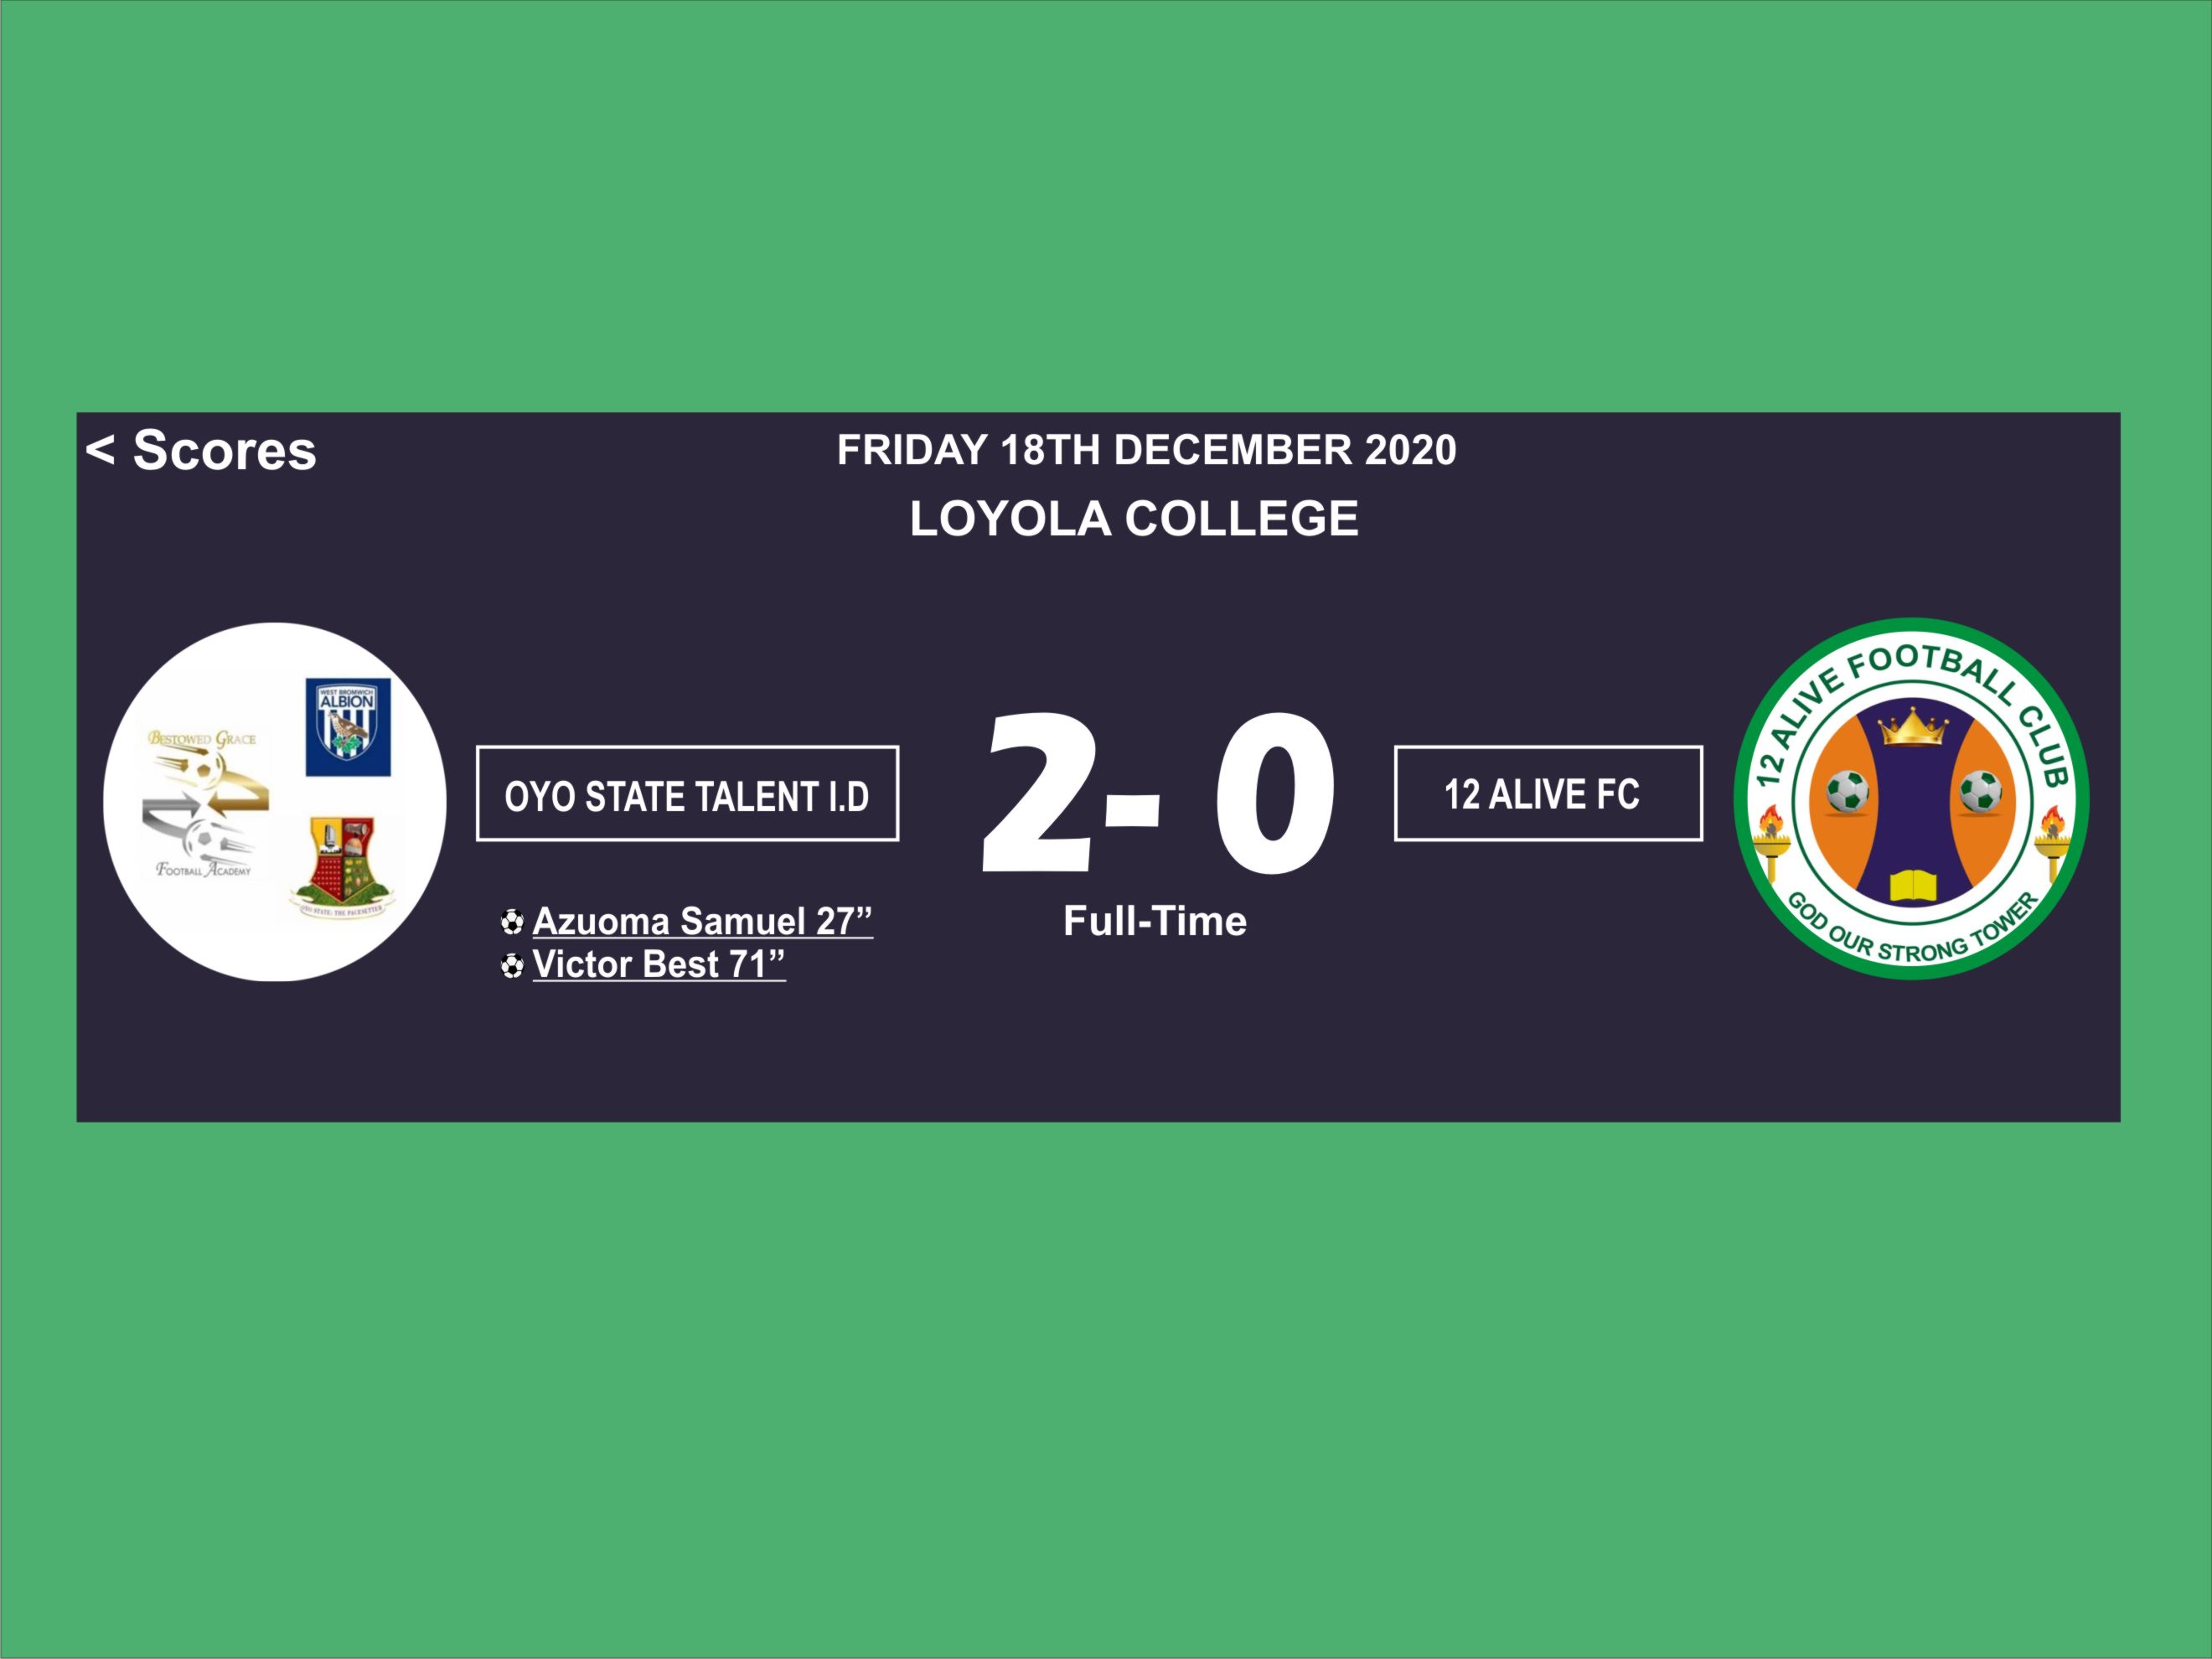 < Scores
FRIDAY 18TH DECEMBER 2020
LOYOLA COLLEGE
WEST BROMWICH
ALBION
BESTOWED GRACE
FOOTBALL ACADEMY
OYO STATE: THE PACESETTER
OYO STATE TALENT I.D
2- 0
12 ALIVE FC
Azuoma Samuel 27”
Victor Best 71”
Full-Time
12 ALIVE FOOTBALL CLUB
GOD OUR STRONG TOWER